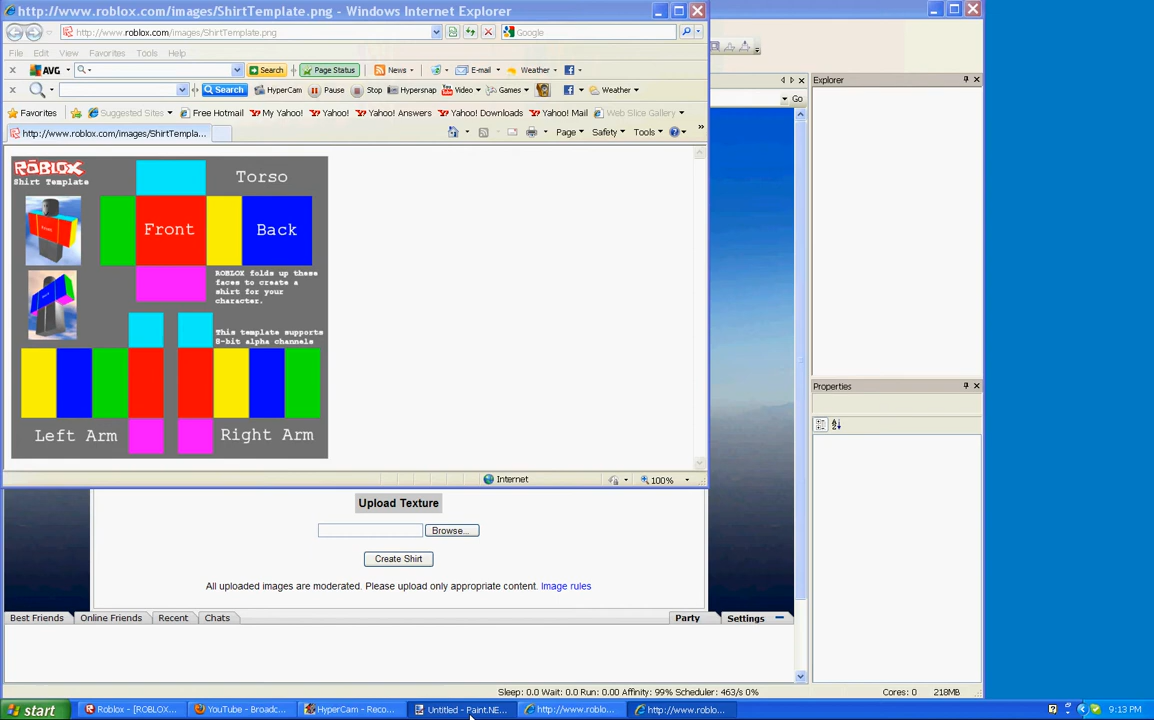 http://www.roblox.com/images/ShirtTemplate.png - Windows Internet Explorer
http://www.roblox.com/images/ShirtTemplate.png
Google
File Edit View Favorites Tools Help
AVG Search Page Status News E-mail Weather
Search HyperCam Pause Stop Hypersnap Video Games Weather
Favorites Suggested Sites Free Hotmail My Yahoo! Yahoo! Yahoo! Answers Yahoo! Downloads Yahoo! Mail Web Slice Gallery
http://www.roblox.com/images/ShirtTempla...
Page Safety Tools
Explorer
Go
ROBLOX
Shirt Template
Torso
Front
Back
ROBLOX folds up these
faces to create a
shirt for your
character.
This template supports
8-bit alpha channels
Left Arm
Right Arm
Properties
Internet
100%
Upload Texture
Browse...
Create Shirt
All uploaded images are moderated. Please upload only appropriate content. Image rules
Best Friends Online Friends Recent Chats Party Settings
Sleep: 0.0 Wait: 0.0 Run: 0.00 Affinity: 99% Scheduler: 463/s 0%
Cores: 0
218MB
start
Roblox - [ROBLOX...
YouTube - Broadc...
HyperCam - Reco...
Untitled - Paint.NE...
http://www.roblo...
http://www.roblo...
9:13 PM